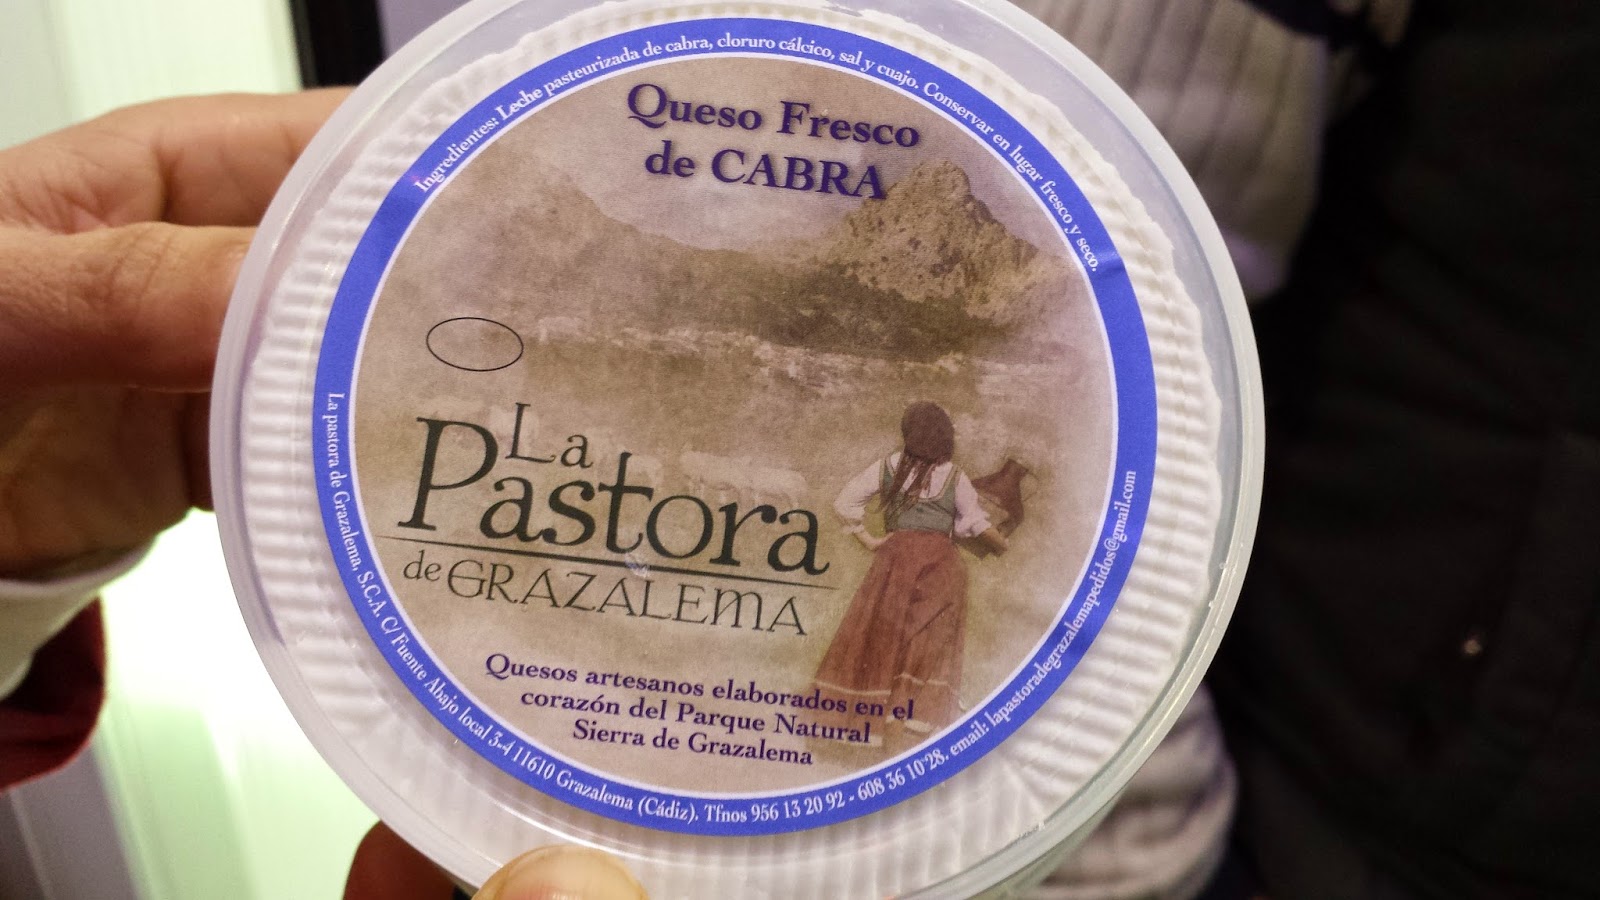 Ingredientes: Leche pasteurizada de cabra, cloruro cálcico, sal y cuajo. Conservar en lugar fresco y seco.
Queso Fresco
de CABRA
La
Pastora
de GRAZALEMA
Quesos artesanos elaborados en el
corazón del Parque Natural
Sierra de Grazalema
La pastora de Grazalema, S.C.A. C/ Fuente Abajo local 3-4 11610 Grazalema (Cádiz). Tfnos 956 13 20 92 - 608 36 10 28. email: lapastoradegrazalemapedidos@gmail.com